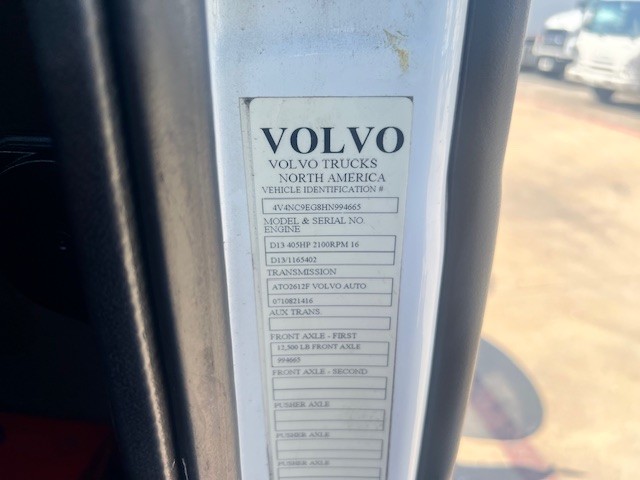 VOLVO
VOLVO TRUCKS
NORTH AMERICA
VEHICLE IDENTIFICATION #
4V4NC9EG8HN994665
MODEL & SERIAL NO.
ENGINE
D13 405HP 2100RPM 16
D13/1165402
TRANSMISSION
ATO2612F VOLVO AUTO
0710821416
AUX TRANS.
FRONT AXLE - FIRST
12,500 LB FRONT AXLE
994665
FRONT AXLE - SECOND
PUSHER AXLE
PUSHER AXLE
PUSHER AXLE